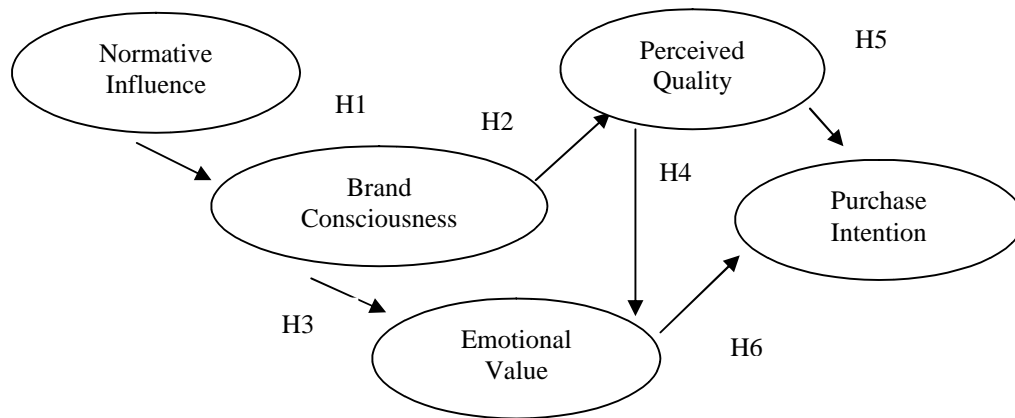 Normative
Influence
Perceived
Quality
H5
H1
H2
H4
Brand
Consciousness
Purchase
Intention
H3
Emotional
Value
H6